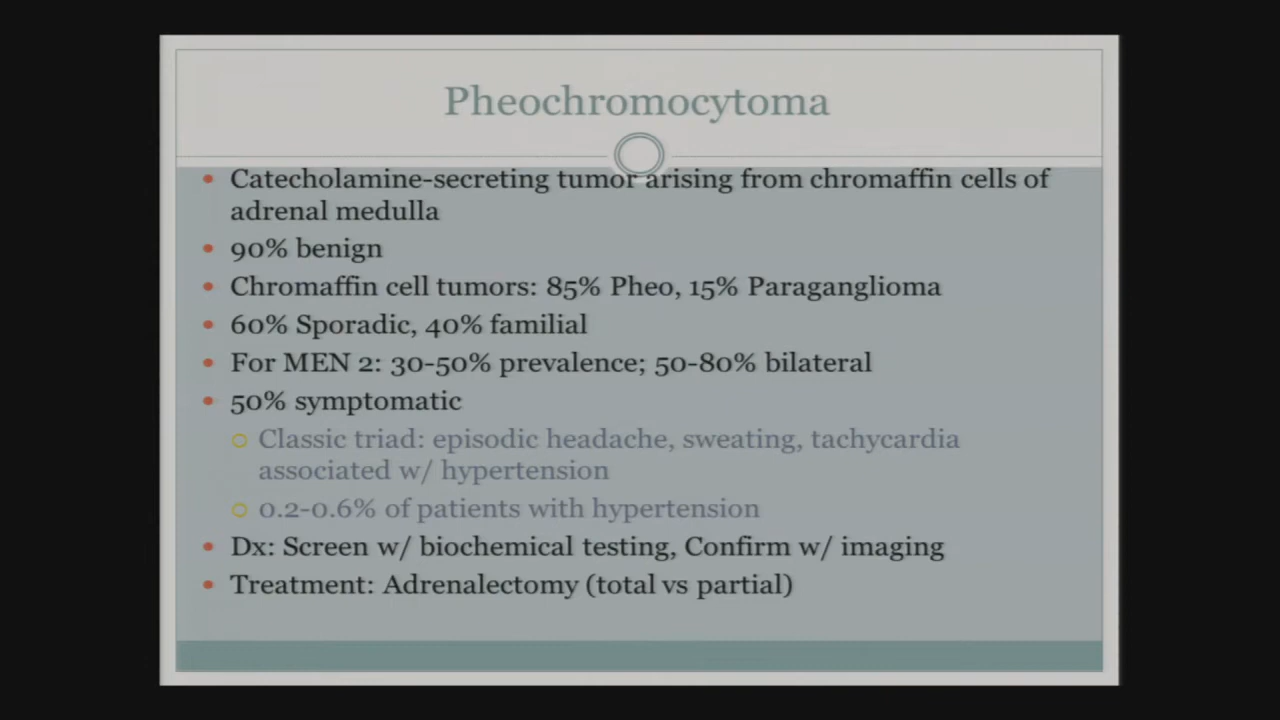 Pheochromocytoma
• Catecholamine-secreting tumor arising from chromaffin cells of
adrenal medulla
• 90% benign
• Chromaffin cell tumors: 85% Pheo, 15% Paraganglioma
• 60% Sporadic, 40% familial
• For MEN 2: 30-50% prevalence; 50-80% bilateral
• 50% symptomatic
○ Classic triad: episodic headache, sweating, tachycardia
associated w/ hypertension
○ 0.2-0.6% of patients with hypertension
• Dx: Screen w/ biochemical testing, Confirm w/ imaging
• Treatment: Adrenalectomy (total vs partial)